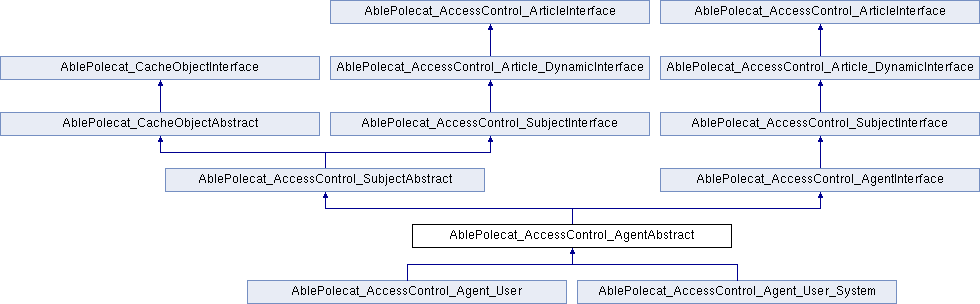 AblePolecat_AccessControl_ArticleInterface
AblePolecat_AccessControl_ArticleInterface
AblePolecat_CacheObjectInterface
AblePolecat_AccessControl_Article_DynamicInterface
AblePolecat_AccessControl_Article_DynamicInterface
AblePolecat_CacheObjectAbstract
AblePolecat_AccessControl_SubjectInterface
AblePolecat_AccessControl_SubjectInterface
AblePolecat_AccessControl_SubjectAbstract
AblePolecat_AccessControl_AgentInterface
AblePolecat_AccessControl_AgentAbstract
AblePolecat_AccessControl_Agent_User
AblePolecat_AccessControl_Agent_User_System